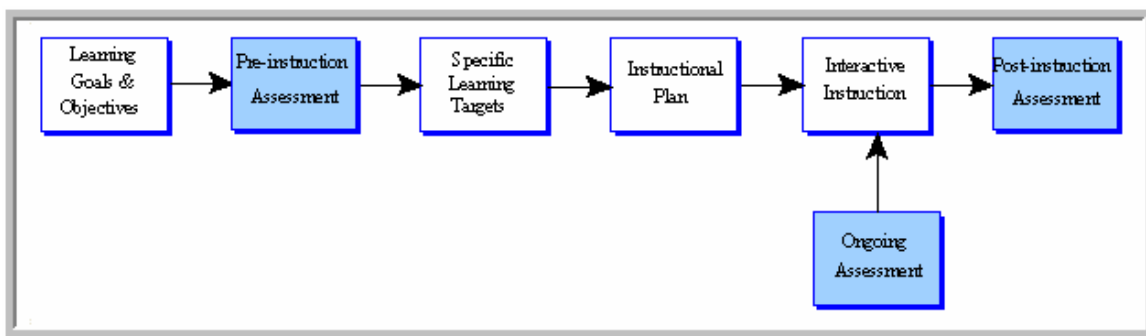 Learning
Goals &
Objectives
Pre-instruction
Assessment
Specific
Learning
Targets
Instructional
Plan
Interactive
Instruction
Post-instruction
Assessment
Ongoing
Assessment